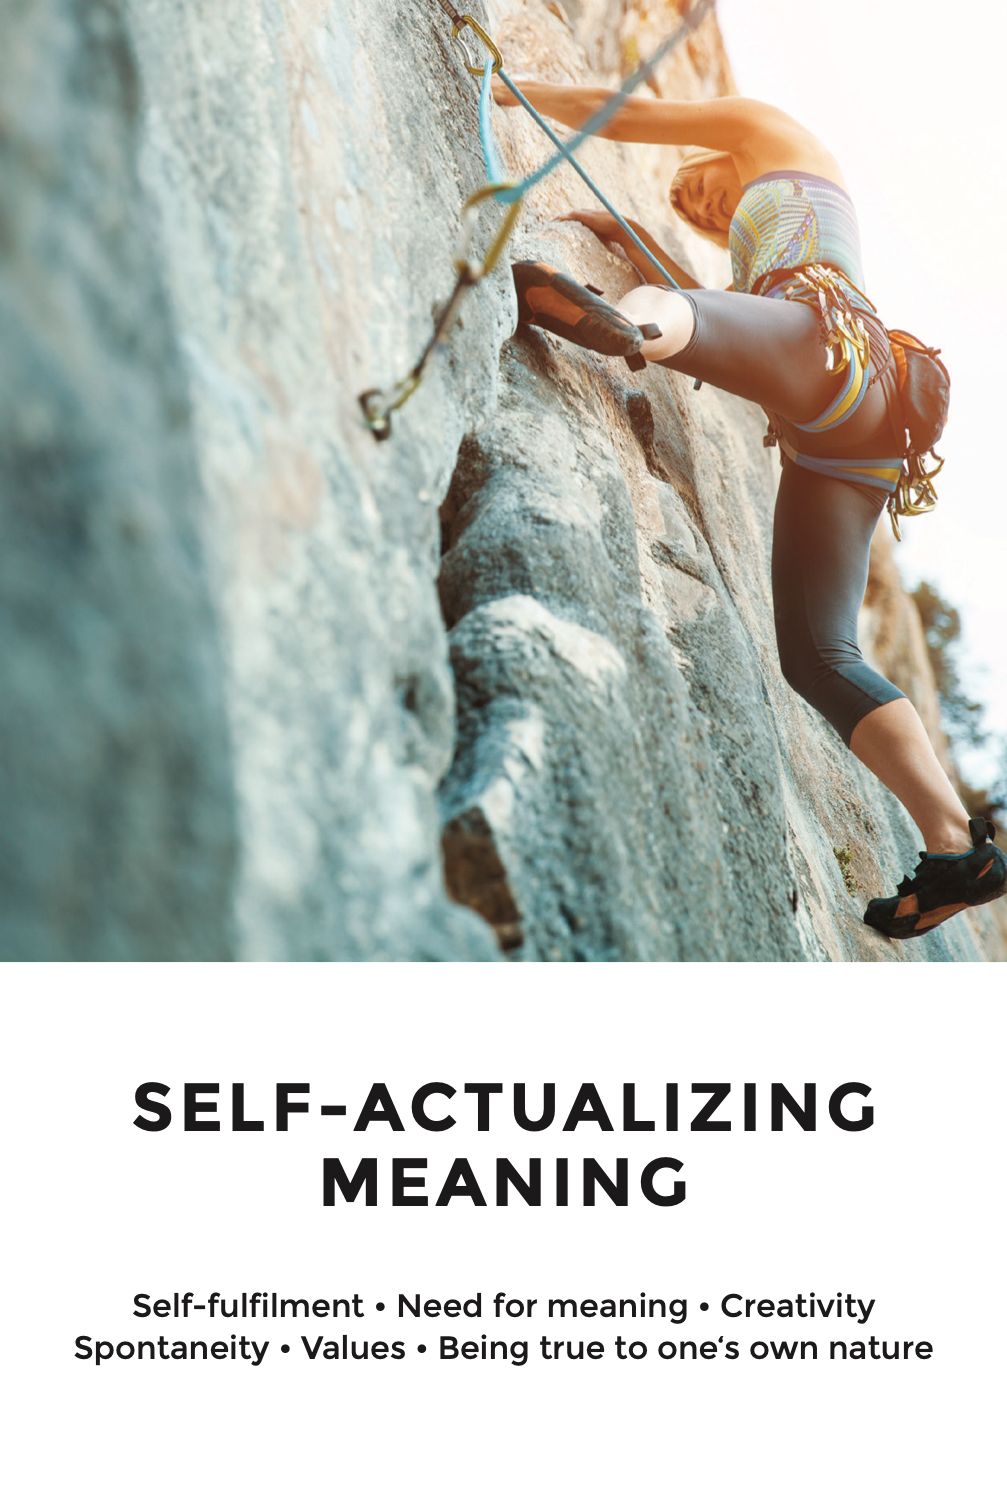 SELF-ACTUALIZING
MEANING
Self-fulfilment • Need for meaning • Creativity
Spontaneity • Values • Being true to one‘s own nature